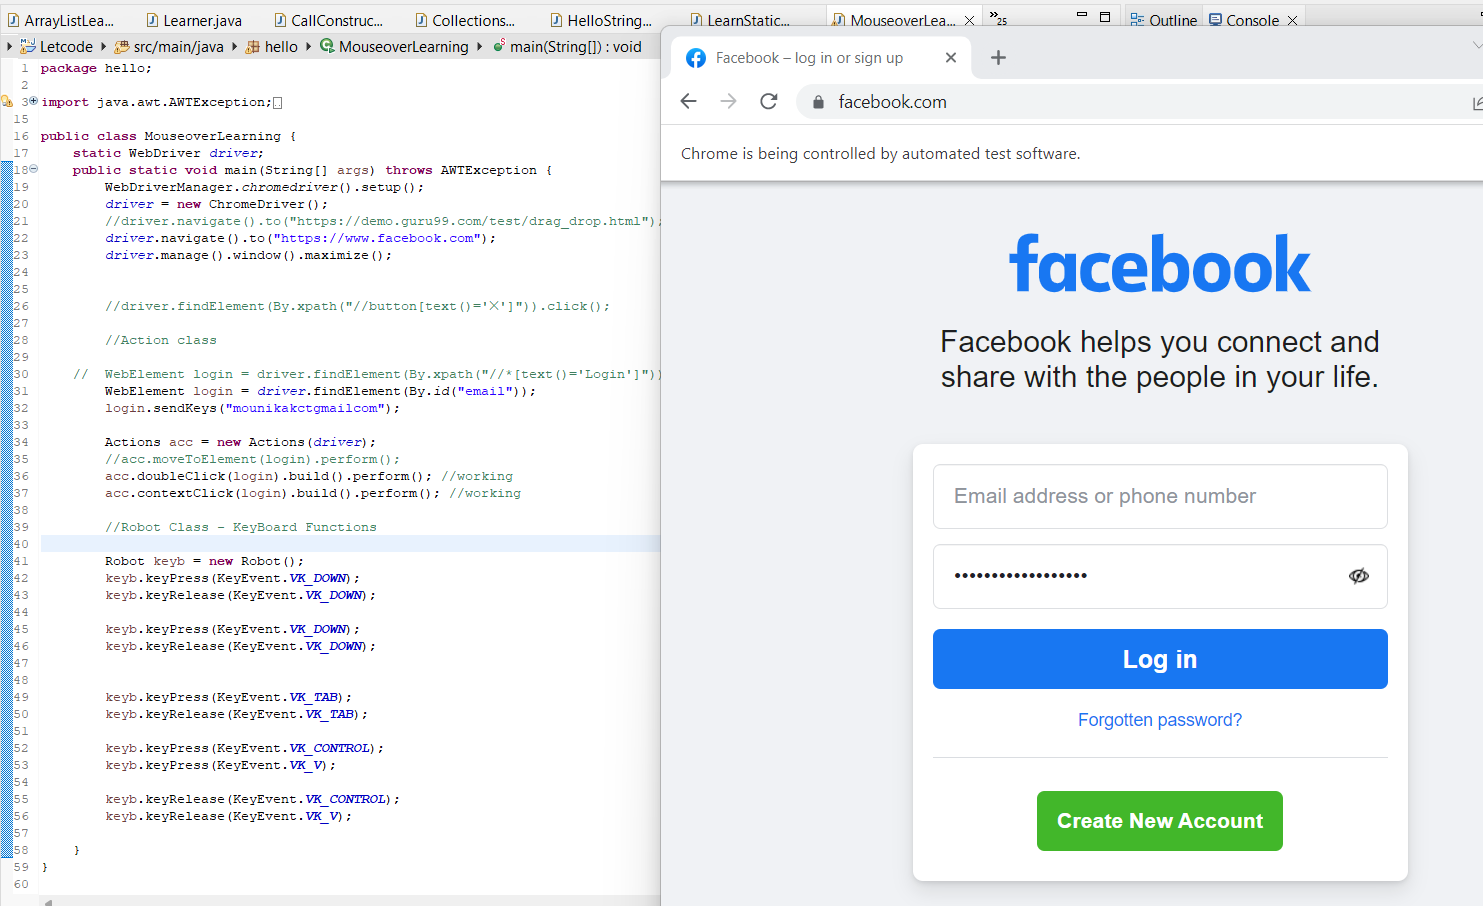 ArrayListLea...
Learner.java
CallConstruc...
Collections...
HelloString...
LearnStatic...
MouseoverLea...
25
Outline
Console
Letcode
src/main/java
hello
MouseoverLearning
main(String[]) : void
1 package hello;
2
3 import java.awt.AWTException;
15
16 public class MouseoverLearning {
17 static WebDriver driver;
18 public static void main(String[] args) throws AWTException {
19 WebDriverManager.chromedriver().setup();
20 driver = new ChromeDriver();
21 //driver.navigate().to("https://demo.guru99.com/test/drag_drop.html");
22 driver.navigate().to("https://www.facebook.com");
23 driver.manage().window().maximize();
24
25
26 //driver.findElement(By.xpath("//button[text()='✕']")).click();
27
28 //Action class
29
30 // WebElement login = driver.findElement(By.xpath("//*[text()='Login']"))
31 WebElement login = driver.findElement(By.id("email"));
32 login.sendKeys("mounikakctgmailcom");
33
34 Actions acc = new Actions(driver);
35 //acc.moveToElement(login).perform();
36 acc.doubleClick(login).build().perform(); //working
37 acc.contextClick(login).build().perform(); //working
38
39 //Robot Class - KeyBoard Functions
40
41 Robot keyb = new Robot();
42 keyb.keyPress(KeyEvent.VK_DOWN);
43 keyb.keyRelease(KeyEvent.VK_DOWN);
44
45 keyb.keyPress(KeyEvent.VK_DOWN);
46 keyb.keyRelease(KeyEvent.VK_DOWN);
47
48
49 keyb.keyPress(KeyEvent.VK_TAB);
50 keyb.keyRelease(KeyEvent.VK_TAB);
51
52 keyb.keyPress(KeyEvent.VK_CONTROL);
53 keyb.keyPress(KeyEvent.VK_V);
54
55 keyb.keyRelease(KeyEvent.VK_CONTROL);
56 keyb.keyRelease(KeyEvent.VK_V);
57
58 }
59 }
60
Facebook – log in or sign up
facebook.com
Chrome is being controlled by automated test software.
facebook
Facebook helps you connect and
share with the people in your life.
Email address or phone number
••••••••••••••••••
Log in
Forgotten password?
Create New Account